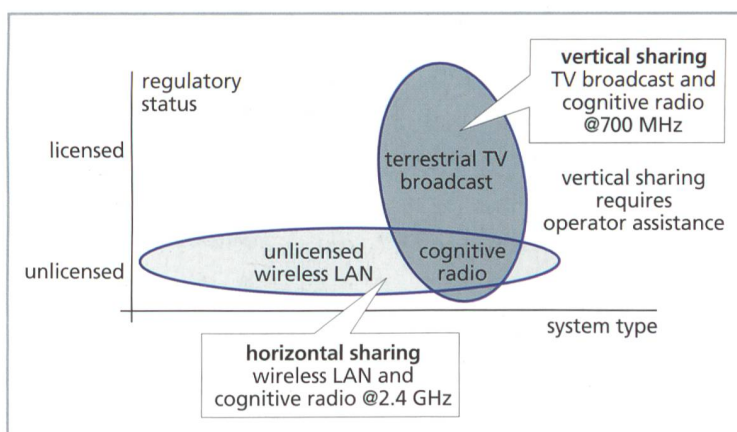 regulatory
status
vertical sharing
TV broadcast and
cognitive radio
@700 MHz
licensed
terrestrial TV
broadcast
vertical sharing
requires
operator assistance
unlicensed
unlicensed
wireless LAN
cognitive
radio
system type
horizontal sharing
wireless LAN and
cognitive radio @2.4 GHz